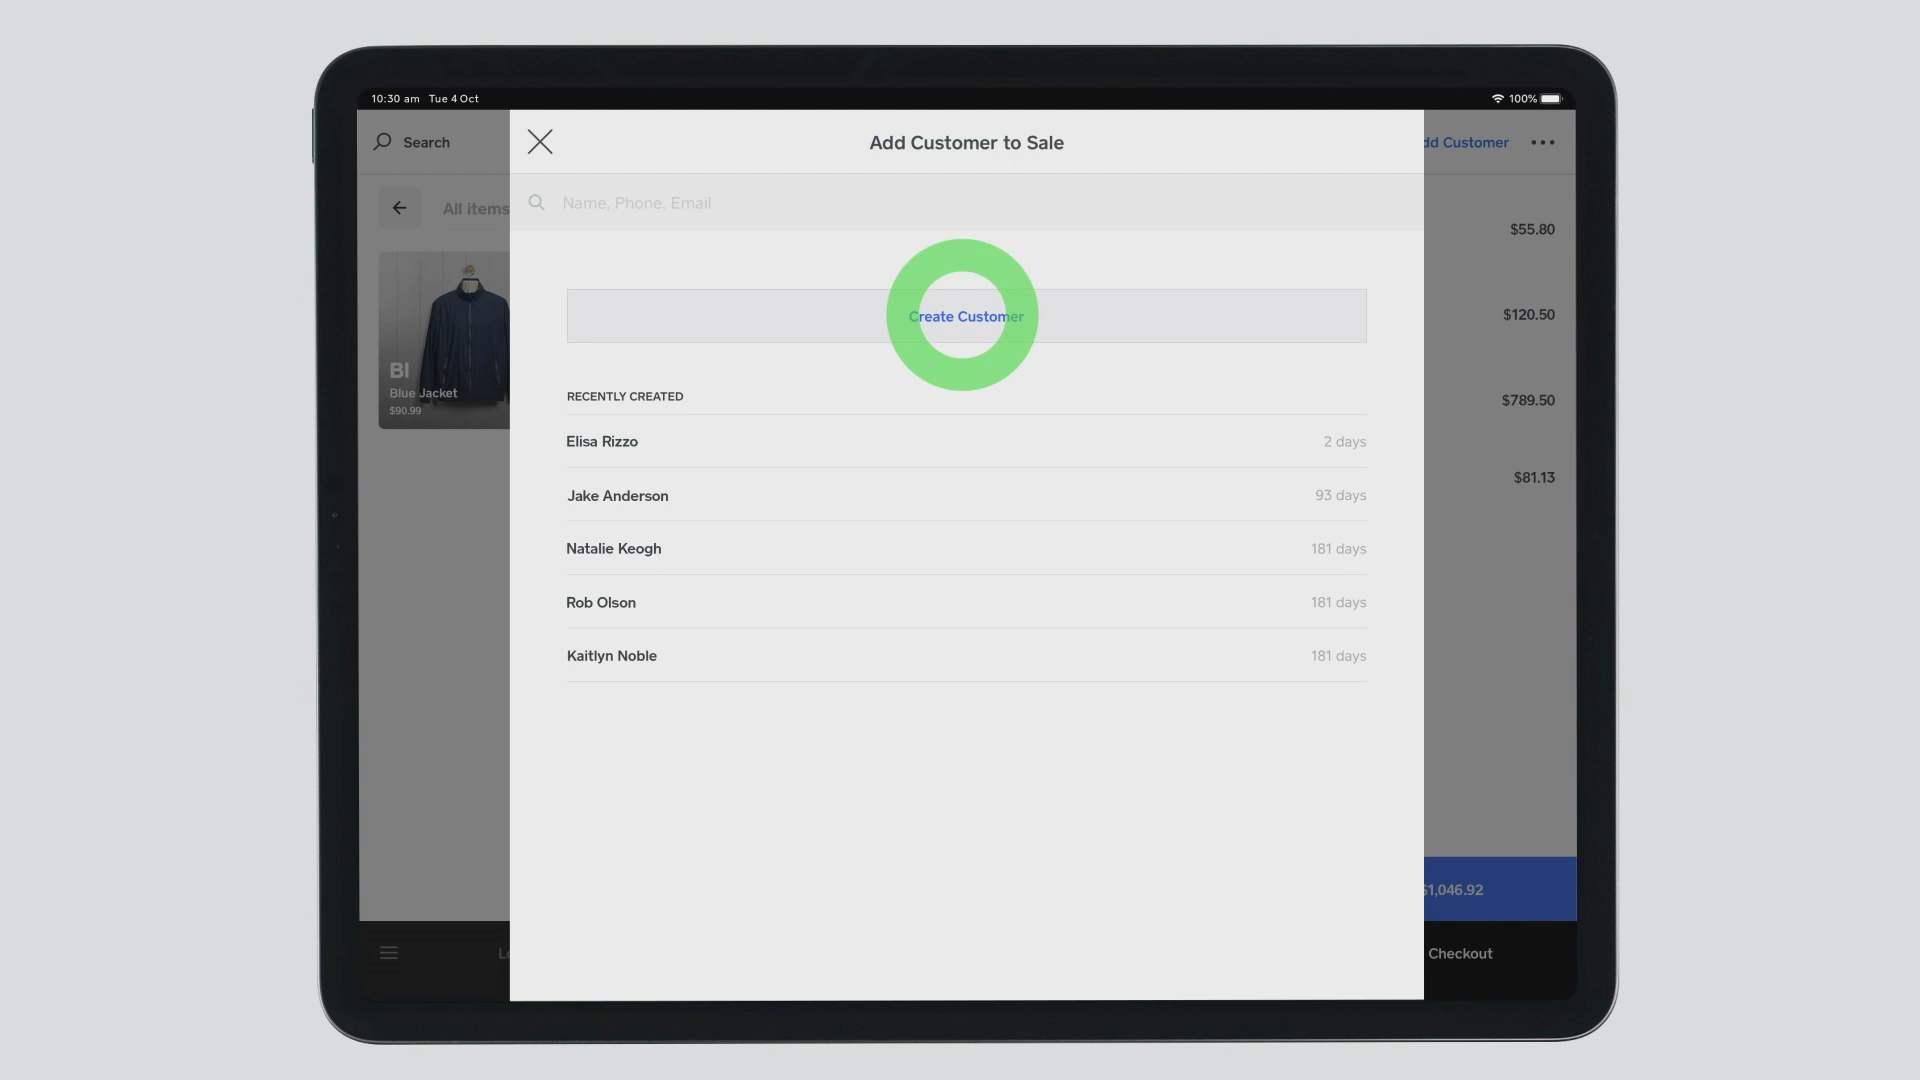 10:30 am Tue 4 Oct
100%
Search
Add Customer to Sale
dd Customer
All items
Name, Phone, Email
$55.80
Create Customer
$120.50
BI
Blue Jacket
$90.99
RECENTLY CREATED
$789.50
Elisa Rizzo 2 days
$81.13
Jake Anderson 93 days
Natalie Keogh 181 days
Rob Olson 181 days
Kaitlyn Noble 181 days
$1,046.92
Checkout